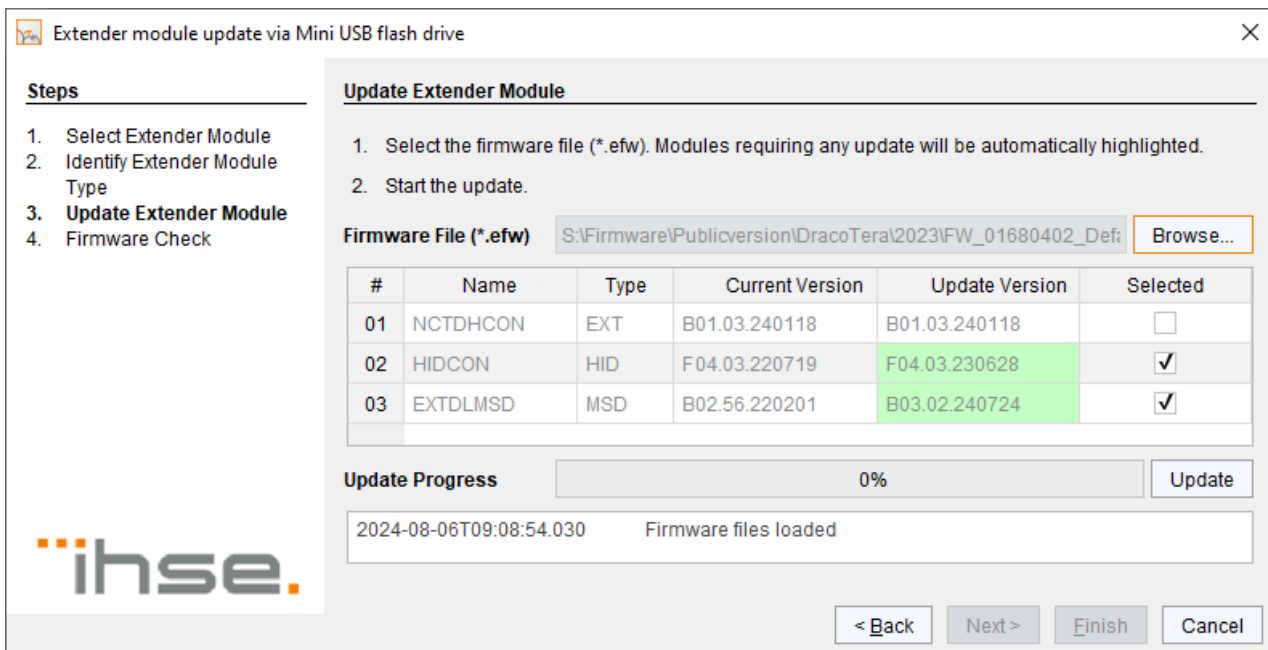 Extender module update via Mini USB flash drive
Steps
1. Select Extender Module
2. Identify Extender Module
Type
3. Update Extender Module
4. Firmware Check
Update Extender Module
1. Select the firmware file (*.efw). Modules requiring any update will be automatically highlighted.
2. Start the update.
Firmware File (*.efw) S:\Firmware\Publicversion\DracoTera\2023\FW_01680402_Defa Browse...
# Name Type Current Version Update Version Selected
01 NCTDHCON EXT B01.03.240118 B01.03.240118
02 HIDCON HID F04.03.220719 F04.03.230628
03 EXTDLMSD MSD B02.56.220201 B03.02.240724
Update Progress 0% Update
2024-08-06T09:08:54.030 Firmware files loaded
ihse.
< Back Next > Finish Cancel